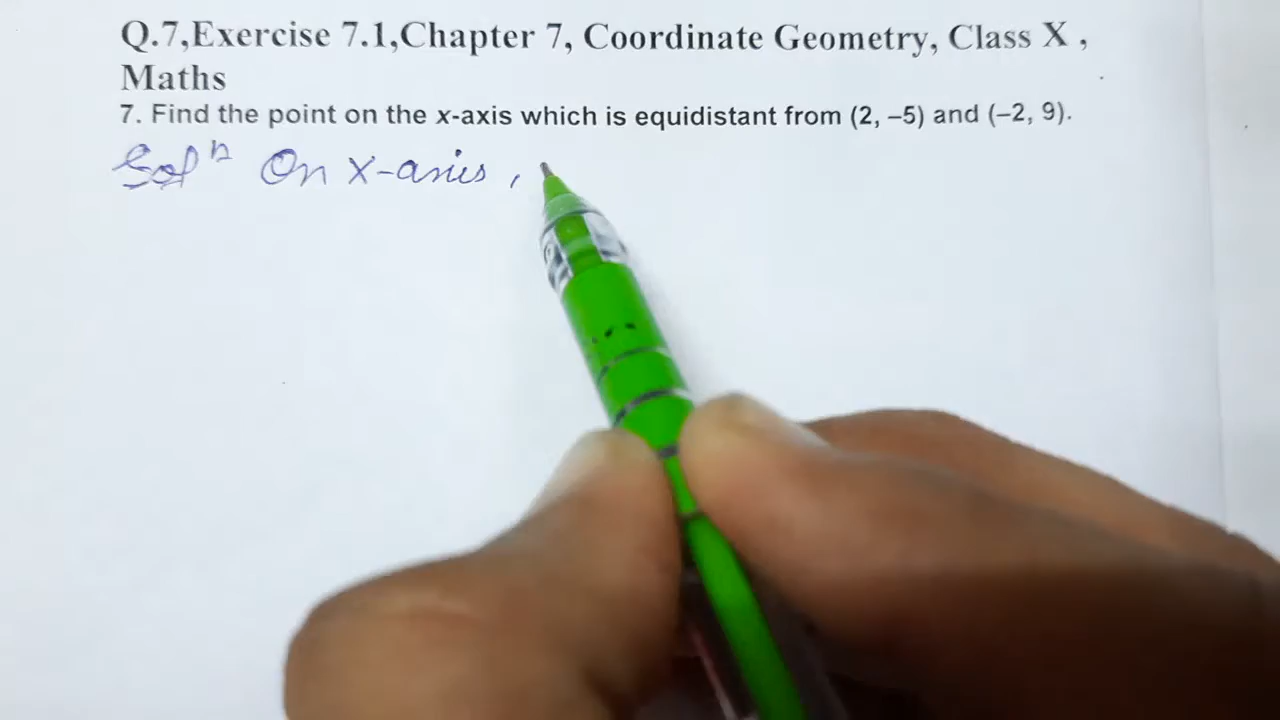 Q.7,Exercise 7.1,Chapter 7, Coordinate Geometry, Class X ,
Maths
7. Find the point on the x-axis which is equidistant from (2, –5) and (–2, 9).
Solⁿ On X-axis ,